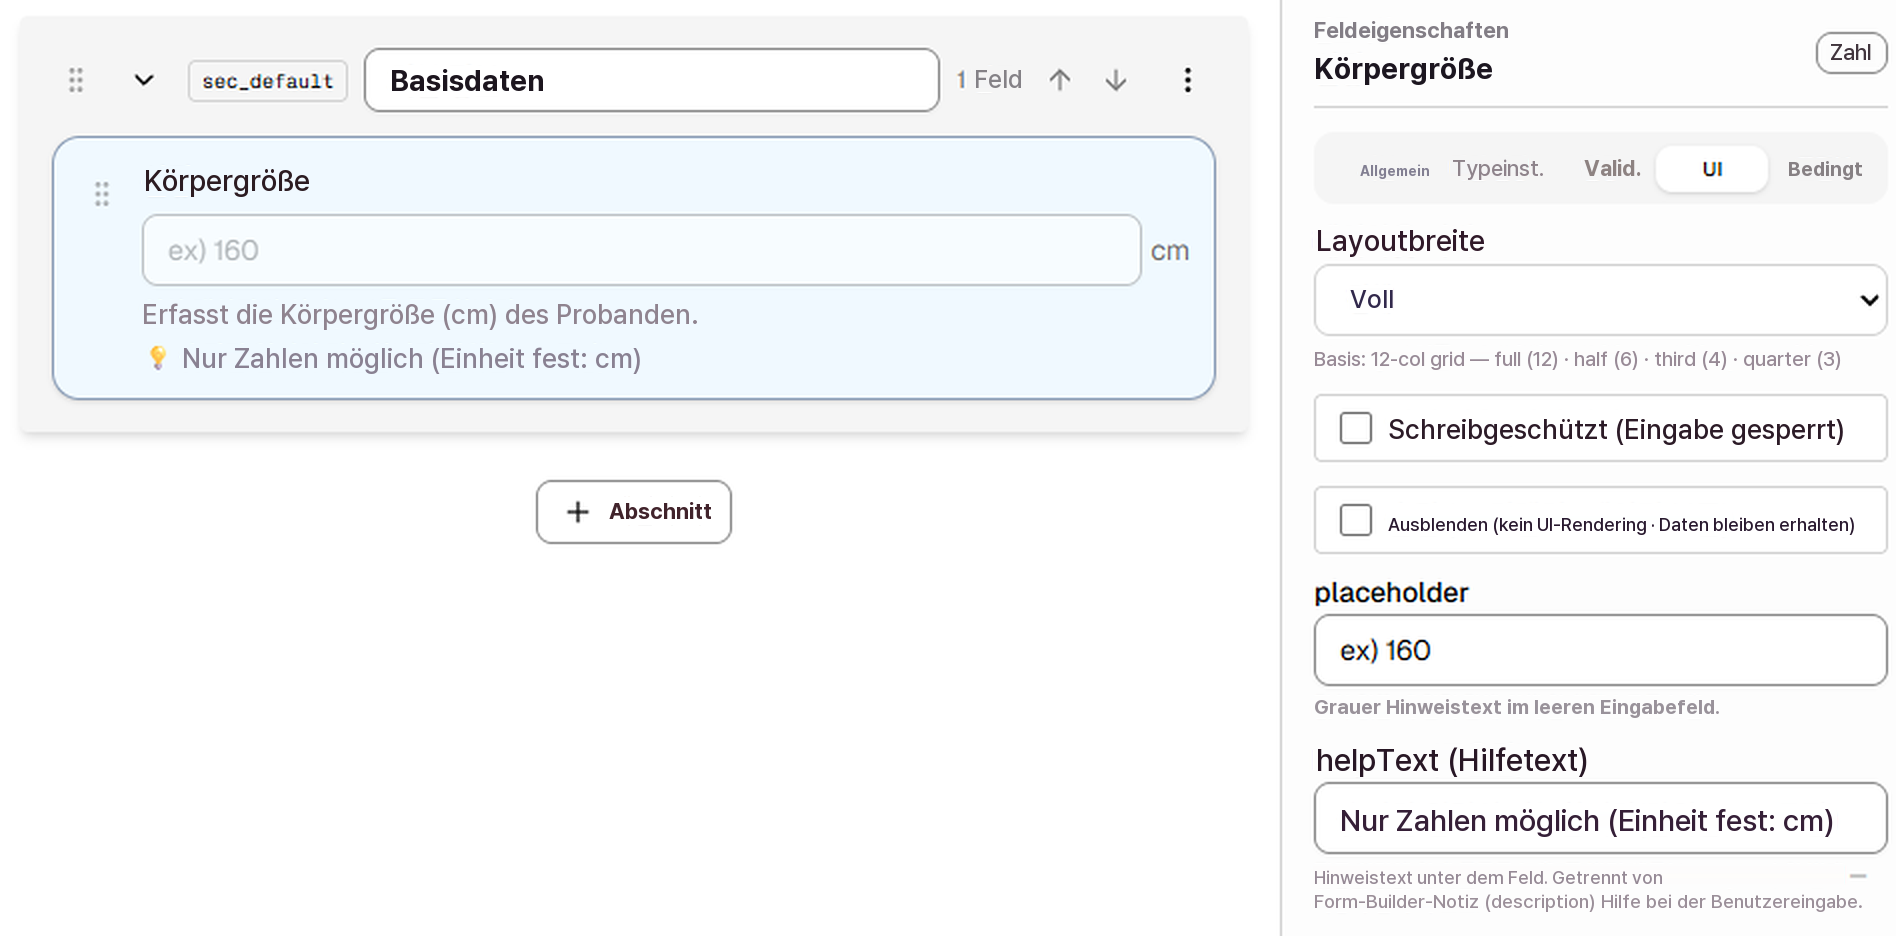 sec_default
Basisdaten
1 Feld
Körpergröße
ex) 160
cm
Erfasst die Körpergröße (cm) des Probanden.
Nur Zahlen möglich (Einheit fest: cm)
Abschnitt
Feldeigenschaften
Körpergröße
Zahl
Allgemein Typeinst. Valid. UI Bedingt
Layoutbreite
Voll
Basis: 12-col grid — full (12) · half (6) · third (4) · quarter (3)
Schreibgeschützt (Eingabe gesperrt)
Ausblenden (kein UI-Rendering · Daten bleiben erhalten)
placeholder
ex) 160
Grauer Hinweistext im leeren Eingabefeld.
helpText (Hilfetext)
Nur Zahlen möglich (Einheit fest: cm)
Hinweistext unter dem Feld. Getrennt von
Form-Builder-Notiz (description) Hilfe bei der Benutzereingabe.